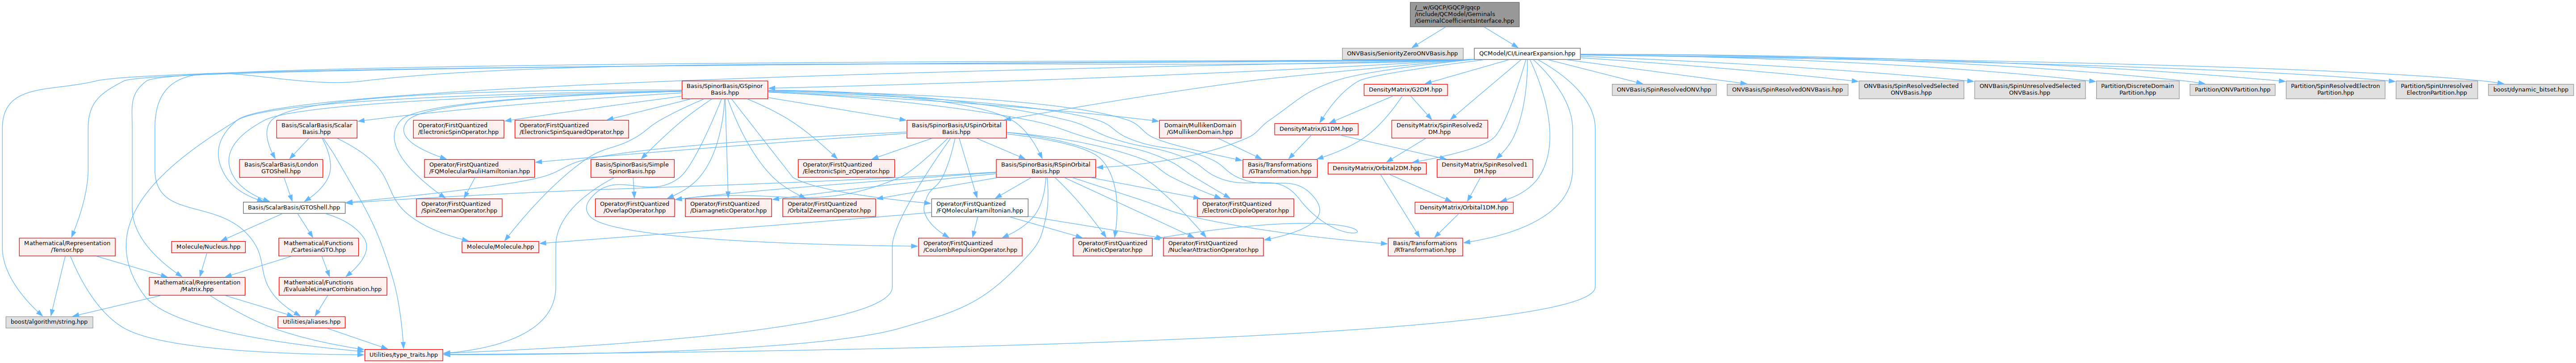 /__w/GQCP/GQCP/gqcp
/include/QCModel/Geminals
/GeminalCoefficientsInterface.hpp
ONVBasis/SeniorityZeroONVBasis.hpp
QCModel/CI/LinearExpansion.hpp
Basis/SpinorBasis/GSpinor
Basis.hpp
DensityMatrix/G2DM.hpp
ONVBasis/SpinResolvedONV.hpp
ONVBasis/SpinResolvedONVBasis.hpp
ONVBasis/SpinResolvedSelected
ONVBasis.hpp
ONVBasis/SpinUnresolvedSelected
ONVBasis.hpp
Partition/DiscreteDomain
Partition.hpp
Partition/ONVPartition.hpp
Partition/SpinResolvedElectron
Partition.hpp
Partition/SpinUnresolved
ElectronPartition.hpp
boost/dynamic_bitset.hpp
Basis/ScalarBasis/Scalar
Basis.hpp
Operator/FirstQuantized
/ElectronicSpinOperator.hpp
Operator/FirstQuantized
/ElectronicSpinSquaredOperator.hpp
Basis/SpinorBasis/USpinOrbital
Basis.hpp
Domain/MullikenDomain
/GMullikenDomain.hpp
DensityMatrix/G1DM.hpp
DensityMatrix/SpinResolved2
DM.hpp
Basis/ScalarBasis/London
GTOShell.hpp
Operator/FirstQuantized
/FQMolecularPauliHamiltonian.hpp
Basis/SpinorBasis/Simple
SpinorBasis.hpp
Operator/FirstQuantized
/ElectronicSpin_zOperator.hpp
Basis/SpinorBasis/RSpinOrbital
Basis.hpp
Basis/Transformations
/GTransformation.hpp
DensityMatrix/Orbital2DM.hpp
DensityMatrix/SpinResolved1
DM.hpp
Basis/ScalarBasis/GTOShell.hpp
Operator/FirstQuantized
/SpinZeemanOperator.hpp
Operator/FirstQuantized
/OverlapOperator.hpp
Operator/FirstQuantized
/DiamagneticOperator.hpp
Operator/FirstQuantized
/OrbitalZeemanOperator.hpp
Operator/FirstQuantized
/FQMolecularHamiltonian.hpp
Operator/FirstQuantized
/ElectronicDipoleOperator.hpp
DensityMatrix/Orbital1DM.hpp
Mathematical/Representation
/Tensor.hpp
Molecule/Nucleus.hpp
Mathematical/Functions
/CartesianGTO.hpp
Molecule/Molecule.hpp
Operator/FirstQuantized
/CoulombRepulsionOperator.hpp
Operator/FirstQuantized
/KineticOperator.hpp
Operator/FirstQuantized
/NuclearAttractionOperator.hpp
Basis/Transformations
/RTransformation.hpp
Mathematical/Representation
/Matrix.hpp
Mathematical/Functions
/EvaluableLinearCombination.hpp
boost/algorithm/string.hpp
Utilities/aliases.hpp
Utilities/type_traits.hpp